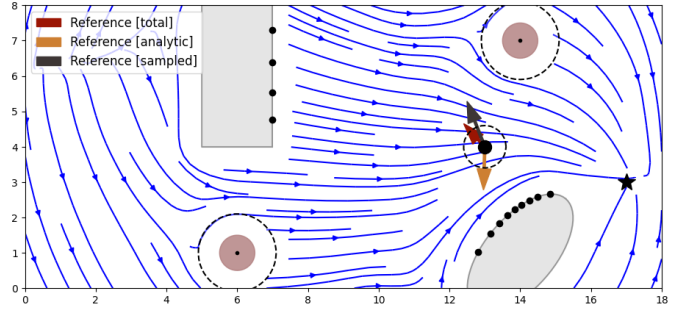 8
7
6
5
4
3
2
1
0
Reference [total]
Reference [analytic]
Reference [sampled]
0 2 4 6 8 10 12 14 16 18